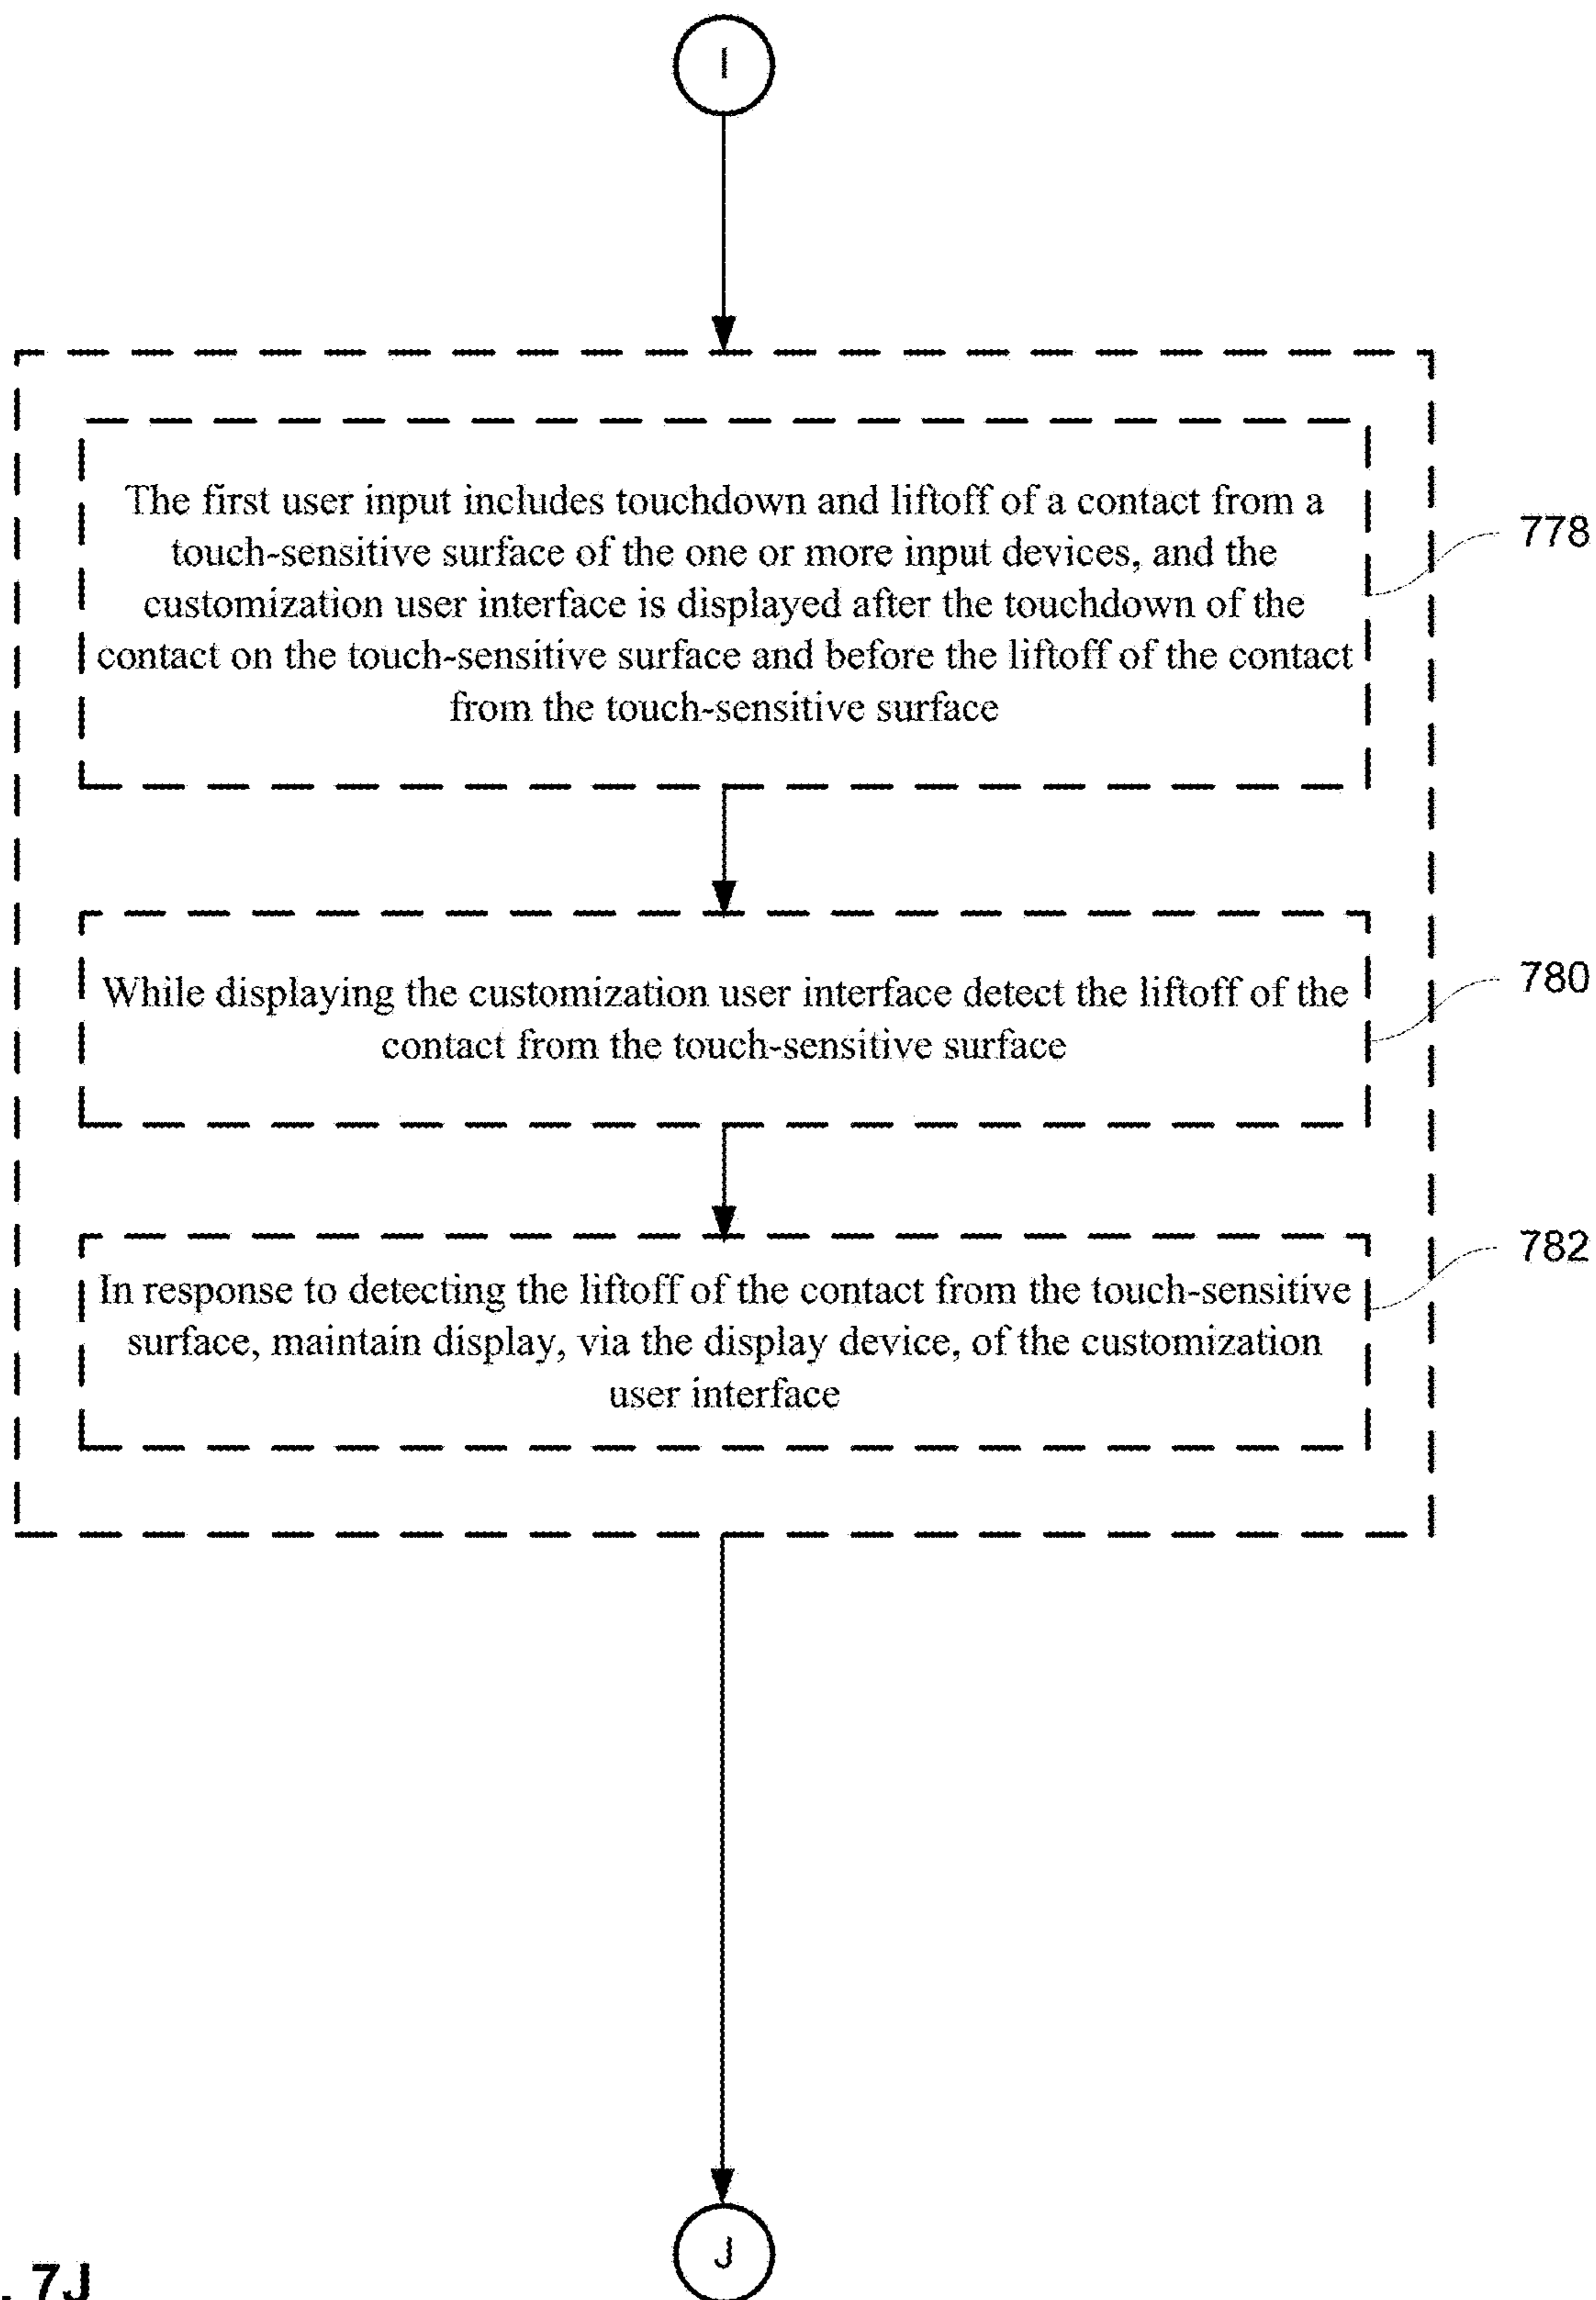 I
The first user input includes touchdown and liftoff of a contact from a
touch-sensitive surface of the one or more input devices, and the
customization user interface is displayed after the touchdown of the
contact on the touch-sensitive surface and before the liftoff of the contact
from the touch-sensitive surface
778
While displaying the customization user interface detect the liftoff of the
contact from the touch-sensitive surface
780
In response to detecting the liftoff of the contact from the touch-sensitive
surface, maintain display, via the display device, of the customization
user interface
782
J
. 7J